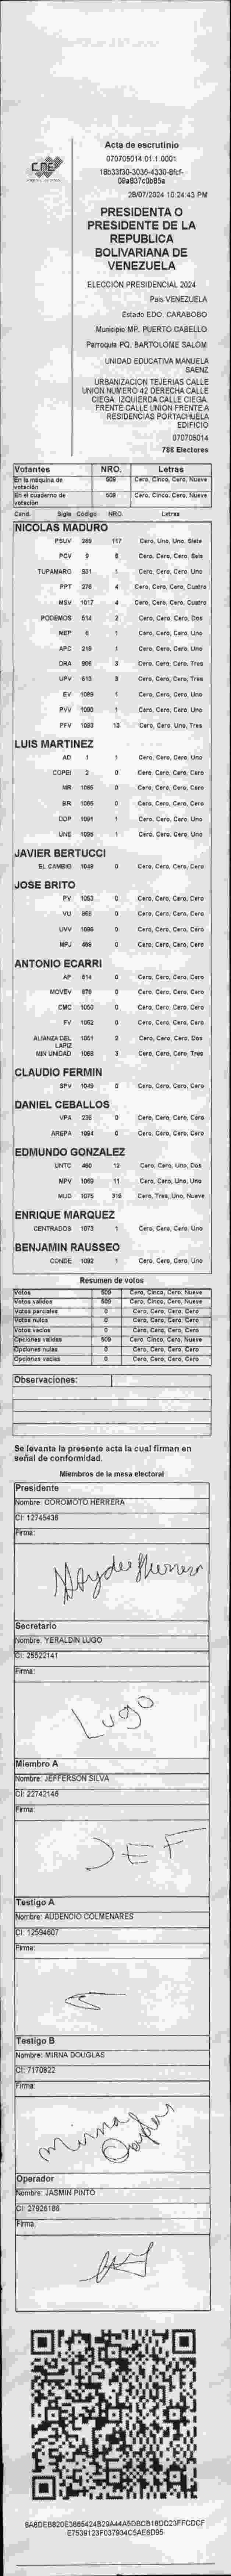 CNE
Acta de escrutinio
070705014.01.1.0001
28/07/2024 10:24:43 PM
PRESIDENTA O
PRESIDENTE DE LA
REPUBLICA
BOLIVARIANA DE
VENEZUELA
ELECCIÓN PRESIDENCIAL 2024
País VENEZUELA
Estado EDO. CARABOBO
Municipio MP. PUERTO CABELLO
Parroquia PQ. BARTOLOME SALOM
UNIDAD EDUCATIVA MANUELA
SAENZ
URBANIZACION TEJERIAS CALLE
UNION NUMERO 42 DERECHA CALLE
CIEGA. IZQUIERDA CALLE CIEGA.
FRENTE CALLE UNION FRENTE A
RESIDENCIAS PORTACHUELA
EDIFICIO
070705014
788 Electores
Votantes NRO. Letras
En la máquina de votación 509 Cero, Cinco, Cero, Nueve
En el cuaderno de votación 509 Cero, Cinco, Cero, Nueve
Cand. Sigla Código NRO. Letras
NICOLAS MADURO
PSUV 269 117 Cero, Uno, Uno, Siete
PCV 9 6 Cero, Cero, Cero, Seis
TUPAMARO 931 1 Cero, Cero, Cero, Uno
PPT 276 4 Cero, Cero, Cero, Cuatro
MSV 1017 4 Cero, Cero, Cero, Cuatro
PODEMOS 514 2 Cero, Cero, Cero, Dos
MEP 6 1 Cero, Cero, Cero, Uno
APC 219 1 Cero, Cero, Cero, Uno
ORA 906 3 Cero, Cero, Cero, Tres
UPV 613 3 Cero, Cero, Cero, Tres
EV 1089 1 Cero, Cero, Cero, Uno
PVV 1090 1 Cero, Cero, Cero, Uno
PFV 1093 13 Cero, Cero, Uno, Tres
LUIS MARTINEZ
AD 1 1 Cero, Cero, Cero, Uno
COPEI 2 0 Cero, Cero, Cero, Cero
MR 1085 0 Cero, Cero, Cero, Cero
BR 1086 0 Cero, Cero, Cero, Cero
DDP 1091 1 Cero, Cero, Cero, Uno
UNE 1095 1 Cero, Cero, Cero, Uno
JAVIER BERTUCCI
EL CAMBIO 1048 0 Cero, Cero, Cero, Cero
JOSE BRITO
PV 1053 0 Cero, Cero, Cero, Cero
VU 958 0 Cero, Cero, Cero, Cero
UVV 1096 0 Cero, Cero, Cero, Cero
MPJ 458 0 Cero, Cero, Cero, Cero
ANTONIO ECARRI
AP 614 0 Cero, Cero, Cero, Cero
MOVEV 876 0 Cero, Cero, Cero, Cero
CMC 1050 0 Cero, Cero, Cero, Cero
FV 1052 0 Cero, Cero, Cero, Cero
ALIANZA DEL LAPIZ 1051 2 Cero, Cero, Cero, Dos
MIN UNIDAD 1068 3 Cero, Cero, Cero, Tres
CLAUDIO FERMIN
SPV 1049 0 Cero, Cero, Cero, Cero
DANIEL CEBALLOS
VPA 236 0 Cero, Cero, Cero, Cero
AREPA 1094 0 Cero, Cero, Cero, Cero
EDMUNDO GONZALEZ
UNTC 460 12 Cero, Cero, Uno, Dos
MPV 1069 11 Cero, Cero, Uno, Uno
MUD 1075 319 Cero, Tres, Uno, Nueve
ENRIQUE MARQUEZ
CENTRADOS 1073 1 Cero, Cero, Cero, Uno
BENJAMIN RAUSSEO
CONDE 1092 1 Cero, Cero, Cero, Uno
Resumen de votos
Votos 509 Cero, Cinco, Cero, Nueve
Votos validos 509 Cero, Cinco, Cero, Nueve
Votos parciales 0 Cero, Cero, Cero, Cero
Votos nulos 0 Cero, Cero, Cero, Cero
Votos vacíos 0 Cero, Cero, Cero, Cero
Opciones validas 509 Cero, Cinco, Cero, Nueve
Opciones nulas 0 Cero, Cero, Cero, Cero
Opciones vacías 0 Cero, Cero, Cero, Cero
Observaciones:
Se levanta la presente acta la cual firman en
señal de conformidad.
Miembros de la mesa electoral
Presidente
Nombre: COROMOTO HERRERA
CI: 12745436
Firma:
Haydee Herrera
Secretario
Nombre: YERALDIN LUGO
CI: 25522141
Firma:
Lugo
Miembro A
Nombre: JEFFERSON SILVA
CI: 22742146
Firma:
JEF
Testigo A
Nombre: AUDENCIO COLMENARES
CI: 12594607
Firma:
Testigo B
Nombre: MIRNA DOUGLAS
CI: 7170822
Firma:
Mirna
Operador
Nombre: JASMIN PINTO
CI: 27926186
Firma: